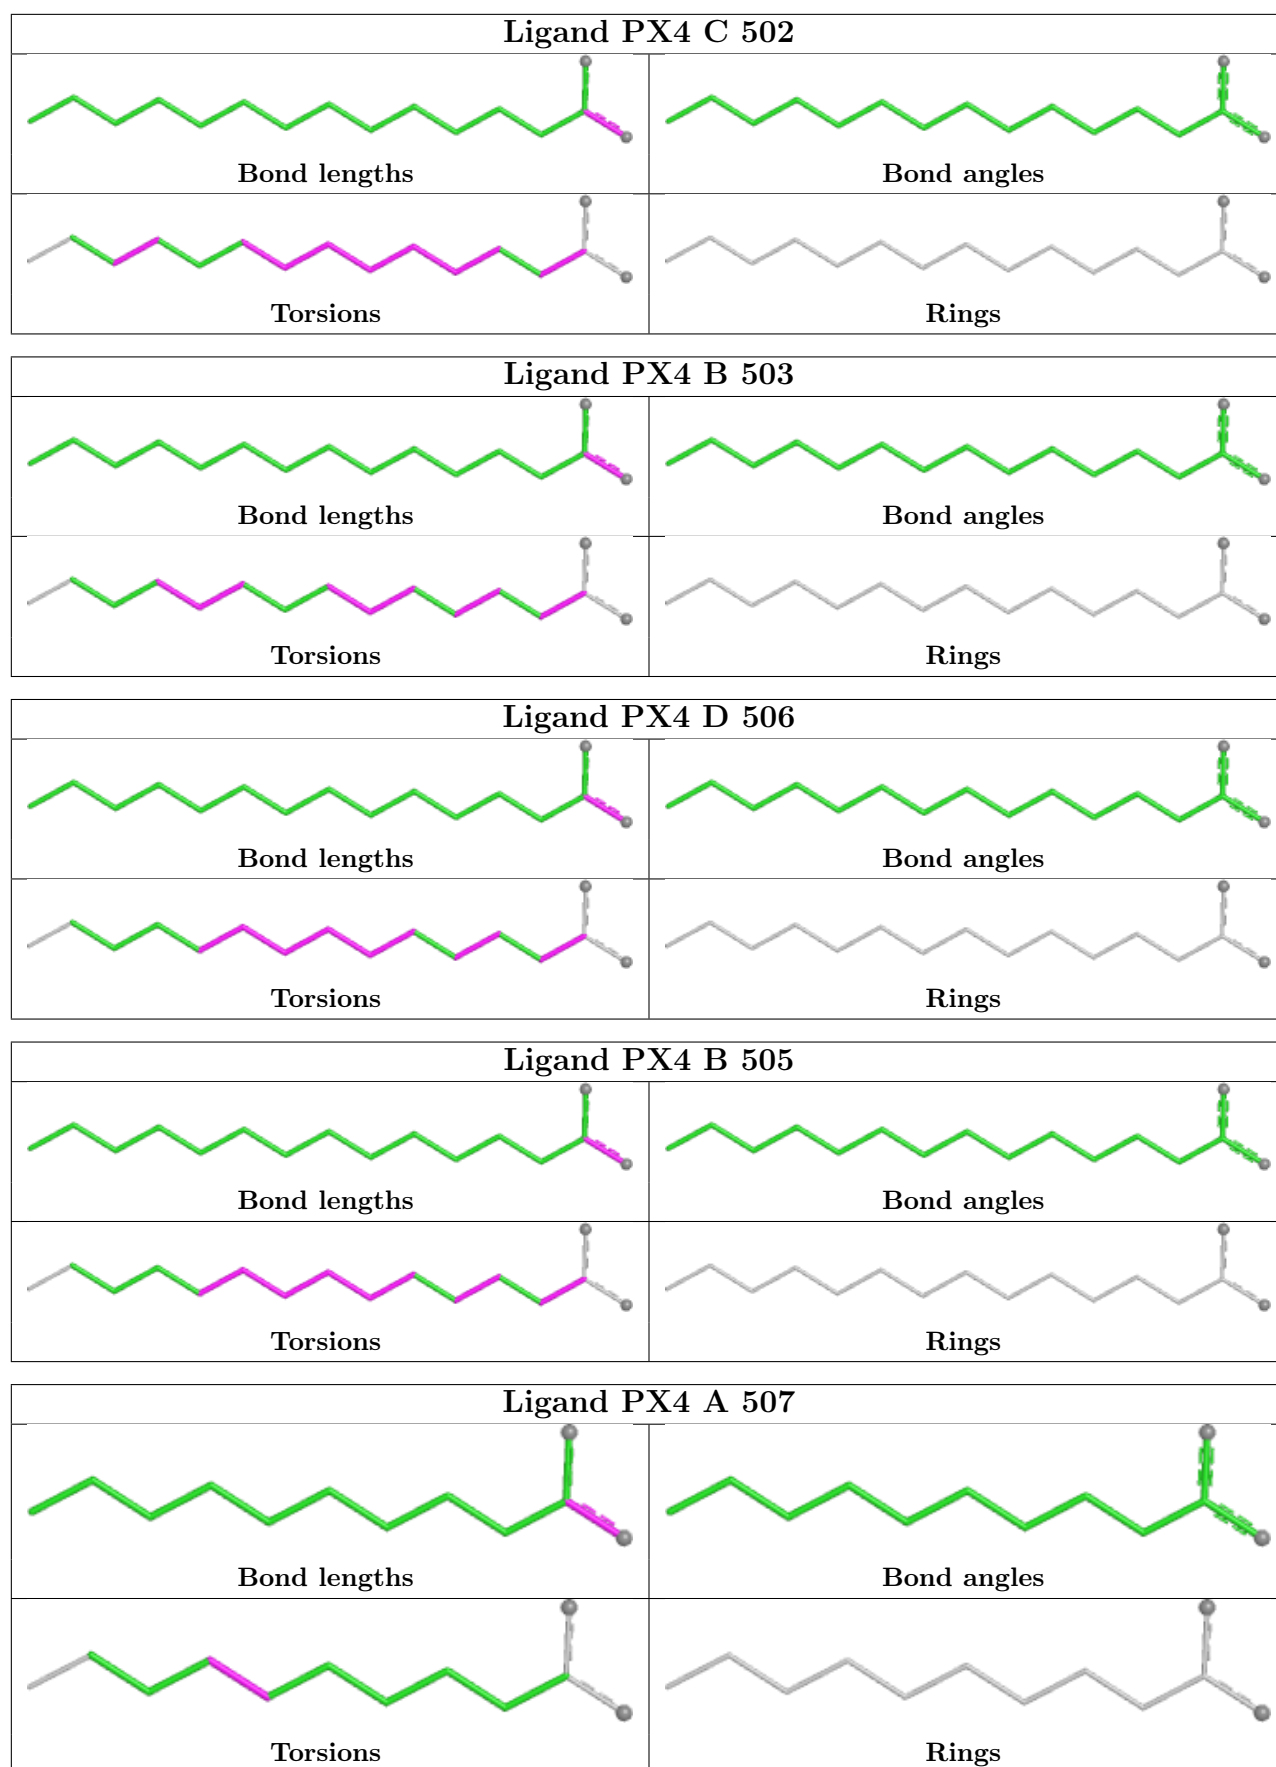 Ligand PX4 C 502
Bond lengths
Bond angles
Torsions
Rings
Ligand PX4 B 503
Bond lengths
Bond angles
Torsions
Rings
Ligand PX4 D 506
Bond lengths
Bond angles
Torsions
Rings
Ligand PX4 B 505
Bond lengths
Bond angles
Torsions
Rings
Ligand PX4 A 507
Bond lengths
Bond angles
Torsions
Rings